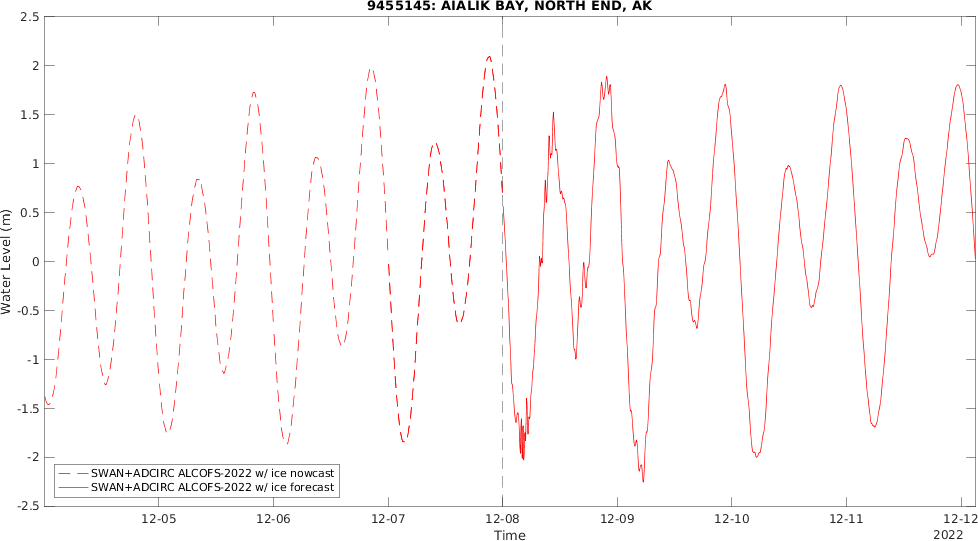 9455145: AIALIK BAY, NORTH END, AK
2.5
2
1.5
1
0.5
0
-0.5
-1
-1.5
-2
-2.5
Water Level (m)
SWAN+ADCIRC ALCOFS-2022 w/ ice nowcast
SWAN+ADCIRC ALCOFS-2022 w/ ice forecast
12-05 12-06 12-07 12-08 12-09 12-10 12-11 12-12
Time
2022